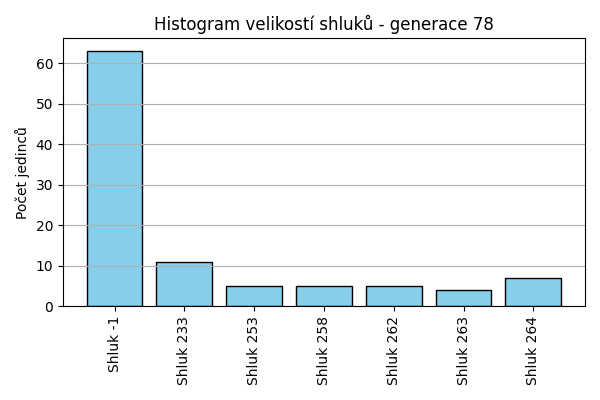 Histogram velikostí shluků - generace 78
Počet jedinců
60
50
40
30
20
10
0
Shluk -1
Shluk 233
Shluk 253
Shluk 258
Shluk 262
Shluk 263
Shluk 264